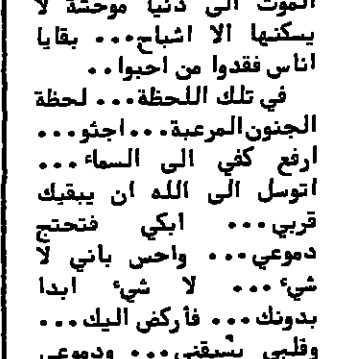 الموت الى دنيا موحشة لا
يسكنها الا اشباح... بقايا
اناس فقدوا من احبوا..
في تلك اللحظة... لحظة
الجنون المرعبة... اجثو...
ارفع كفي الى السماء...
اتوسل الى الله ان يبقيك
قربي... ابكي فتحتج
دموعي... واحس باني لا
شيء... لا شيء ابدا
بدونك... فأركض اليك...
وقلبي يسبقني... ودموعي